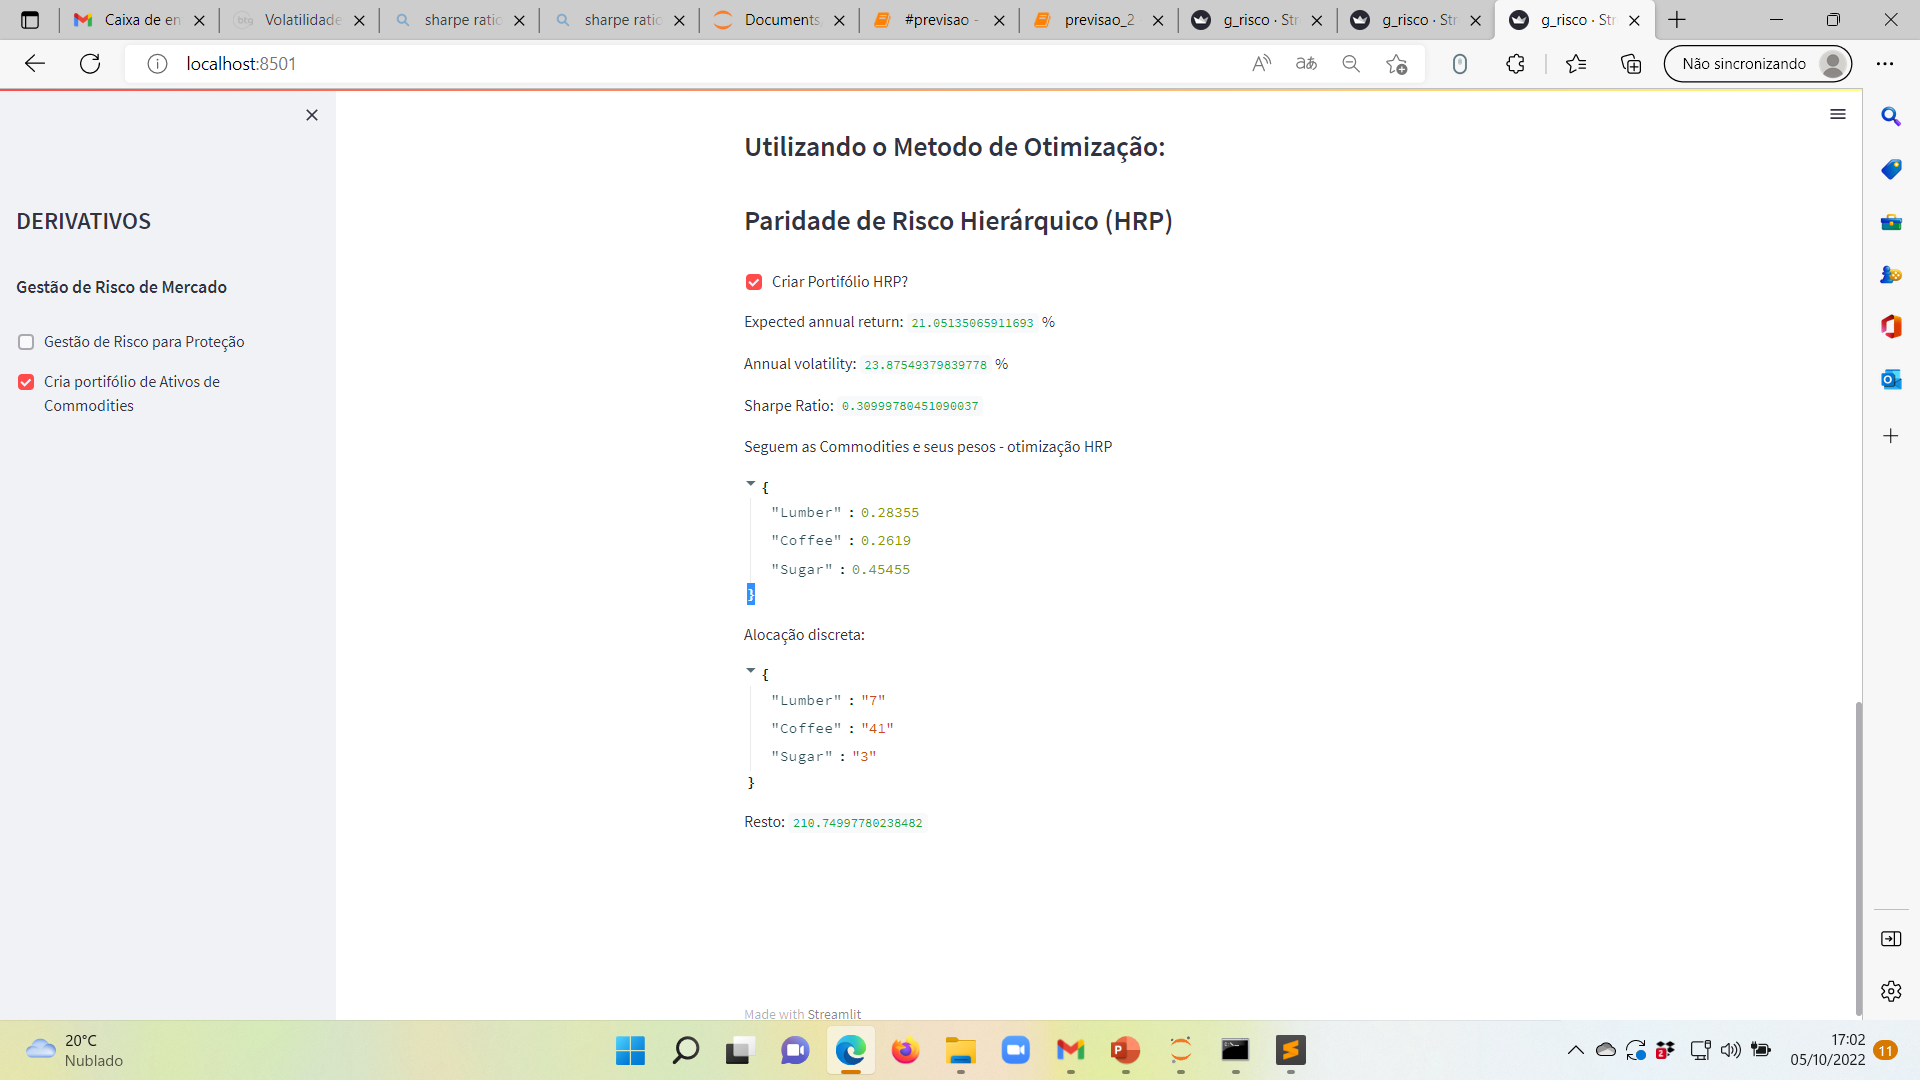 Caixa de en
btg Volatilidade
sharpe ratio
sharpe ratio
Documents
#previsao -
previsao_2
g_risco · Str
g_risco · Str
g_risco · Str
localhost:8501
Não sincronizando
DERIVATIVOS
Gestão de Risco de Mercado
Gestão de Risco para Proteção
Cria portifólio de Ativos de
Commodities
Utilizando o Metodo de Otimização:
Paridade de Risco Hierárquico (HRP)
Criar Portifólio HRP?
Expected annual return: 21.05135065911693 %
Annual volatility: 23.87549379839778 %
Sharpe Ratio: 0.30999780451090037
Seguem as Commodities e seus pesos - otimização HRP
{
"Lumber" : 0.28355
"Coffee" : 0.2619
"Sugar" : 0.45455
}
Alocação discreta:
{
"Lumber" : "7"
"Coffee" : "41"
"Sugar" : "3"
}
Resto: 210.74997780238482
Made with Streamlit
20°C
Nublado
2
17:02
05/10/2022
11